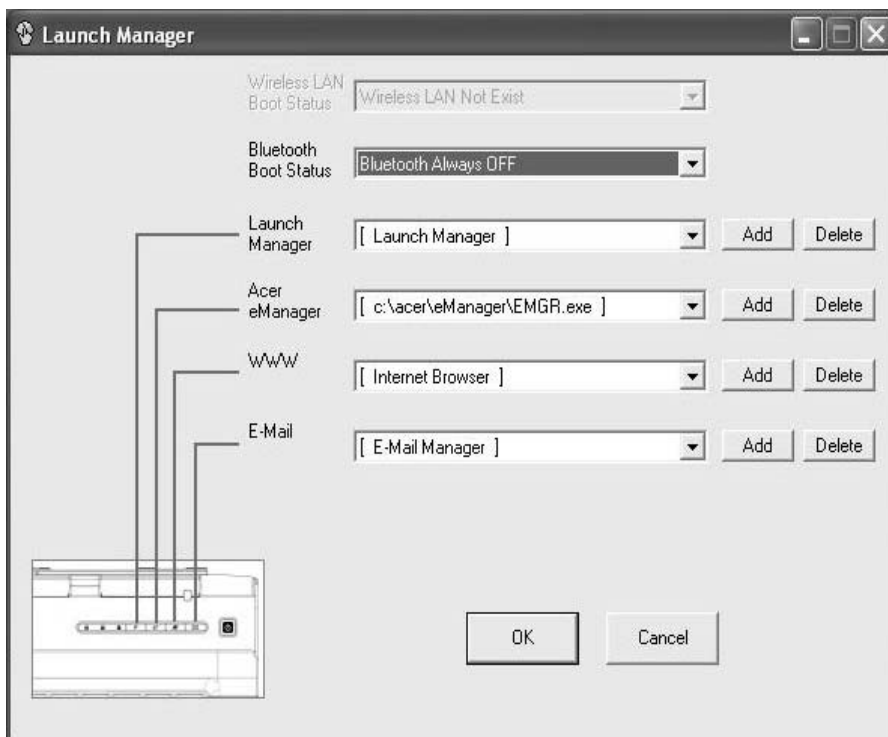 Launch Manager
Wireless LAN
Boot Status
Wireless LAN Not Exist
Bluetooth
Boot Status
Bluetooth Always OFF
Launch
Manager
[ Launch Manager ]
Add
Delete
Acer
eManager
[ c:\acer\eManager\EMGR.exe ]
Add
Delete
WWW
[ Internet Browser ]
Add
Delete
E-Mail
[ E-Mail Manager ]
Add
Delete
OK
Cancel